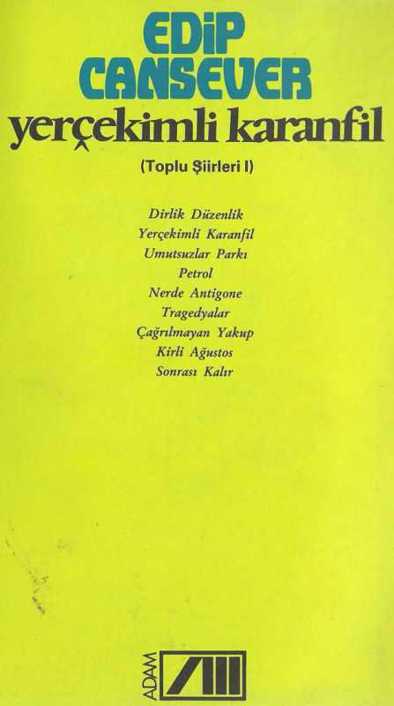 EDİP
CANSEVER
yerçekimli karanfil
(Toplu Şiirleri I)
Dirlik Düzenlik
Yerçekimli Karanfil
Umutsuzlar Parkı
Petrol
Nerde Antigone
Tragedyalar
Çağrılmayan Yakup
Kirli Ağustos
Sonrası Kalır
ADAM